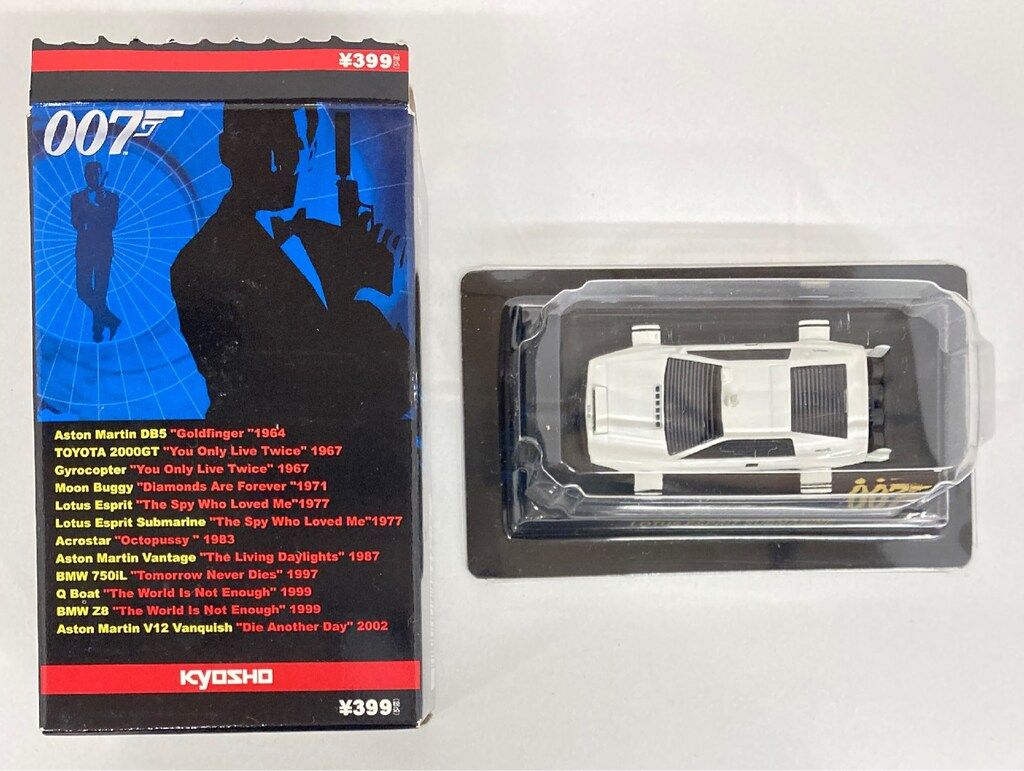 ¥399
007
Aston Martin DB5 "Goldfinger "1964
TOYOTA 2000GT "You Only Live Twice" 1967
Gyrocopter "You Only Live Twice" 1967
Moon Buggy "Diamonds Are Forever "1971
Lotus Esprit "The Spy Who Loved Me"1977
Lotus Esprit Submarine "The Spy Who Loved Me"1977
Acrostar "Octopussy " 1983
Aston Martin Vantage "The Living Daylights" 1987
BMW 750iL "Tomorrow Never Dies" 1997
Q Boat "The World Is Not Enough" 1999
BMW Z8 "The World Is Not Enough" 1999
Aston Martin V12 Vanquish "Die Another Day" 2002
KYOSHO
¥399
007
LOTUS ESPRIT